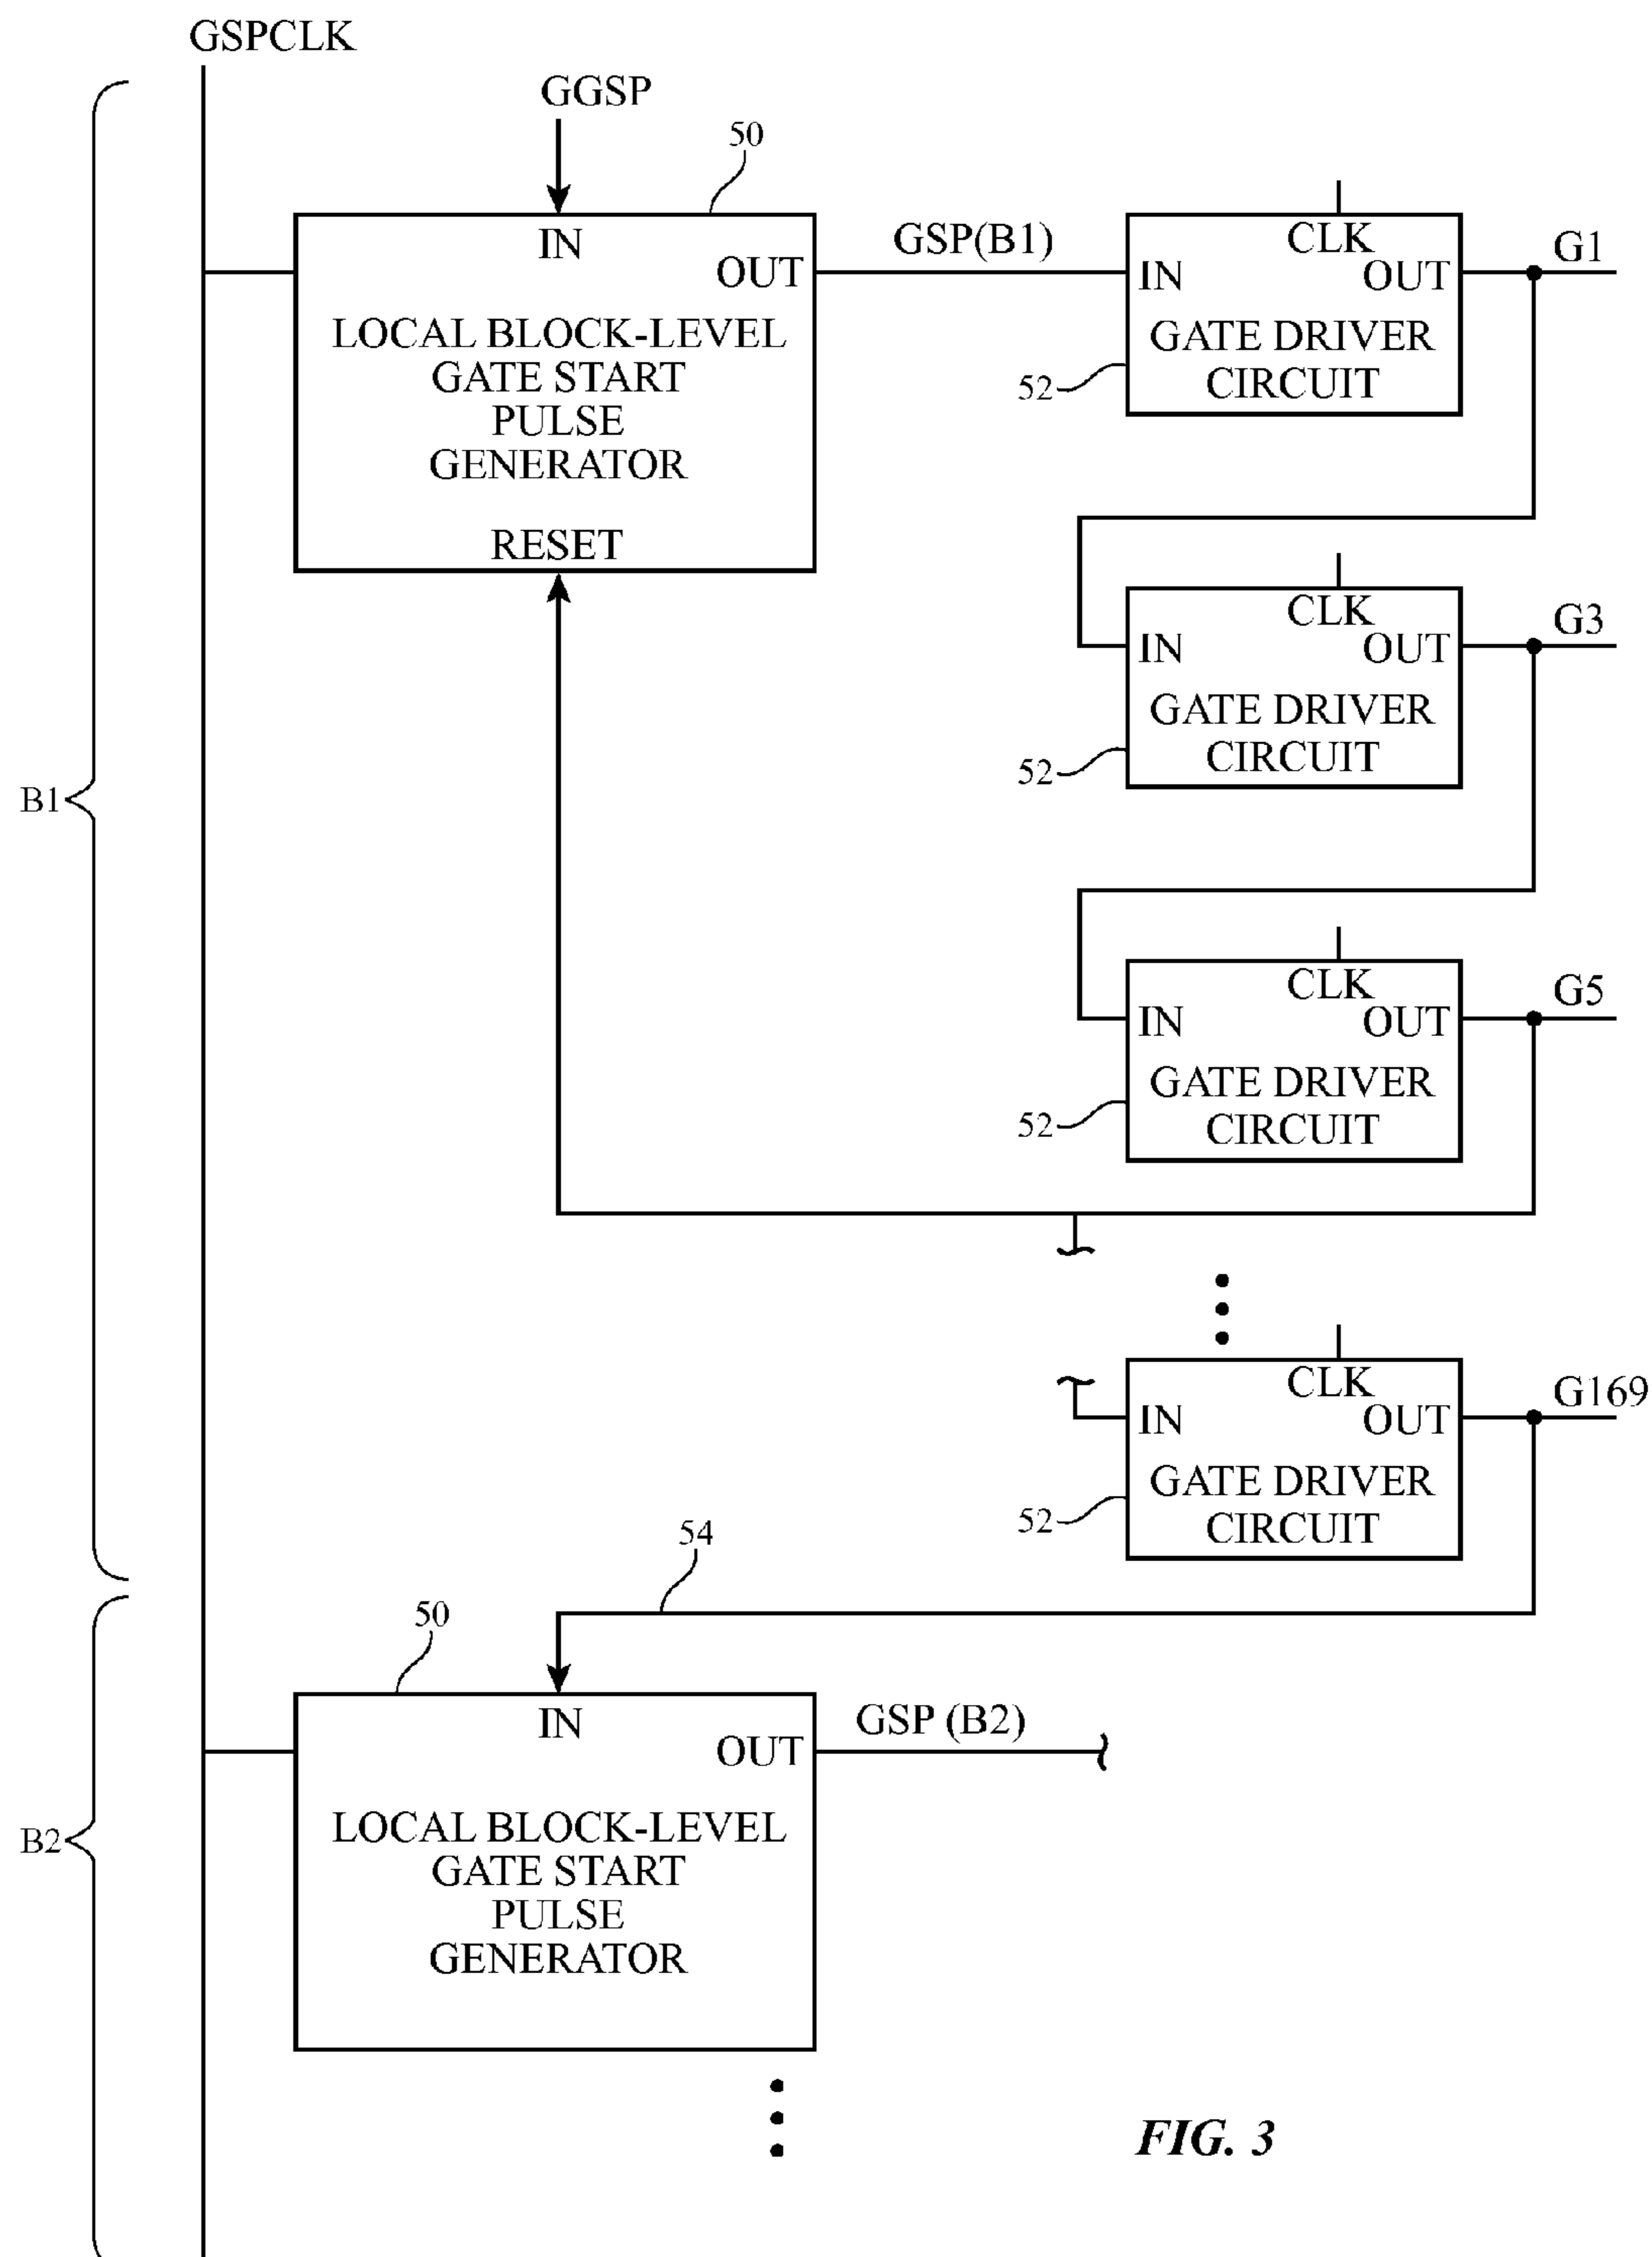 GSPCLK
GGSP
50
IN
OUT
LOCAL BLOCK-LEVEL
GATE START
PULSE
GENERATOR
RESET
GSP(B1)
CLK
IN
OUT
GATE DRIVER
CIRCUIT
52
G1
CLK
IN
OUT
GATE DRIVER
CIRCUIT
52
G3
B1
CLK
IN
OUT
GATE DRIVER
CIRCUIT
52
G5
CLK
IN
OUT
GATE DRIVER
CIRCUIT
52
G169
54
50
IN
OUT
LOCAL BLOCK-LEVEL
GATE START
PULSE
GENERATOR
GSP (B2)
B2
FIG. 3